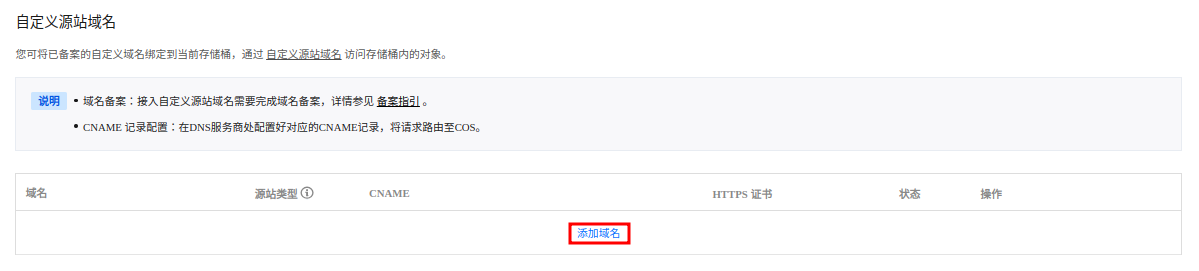 自定义源站域名
您可将已备案的自定义域名绑定到当前存储桶，通过 自定义源站域名 访问存储桶内的对象。
说明 • 域名备案：接入自定义源站域名需要完成域名备案，详情参见 备案指引 。
• CNAME 记录配置：在DNS服务商处配置好对应的CNAME记录，将请求路由至COS。
域名 源站类型 CNAME HTTPS 证书 状态 操作
添加域名